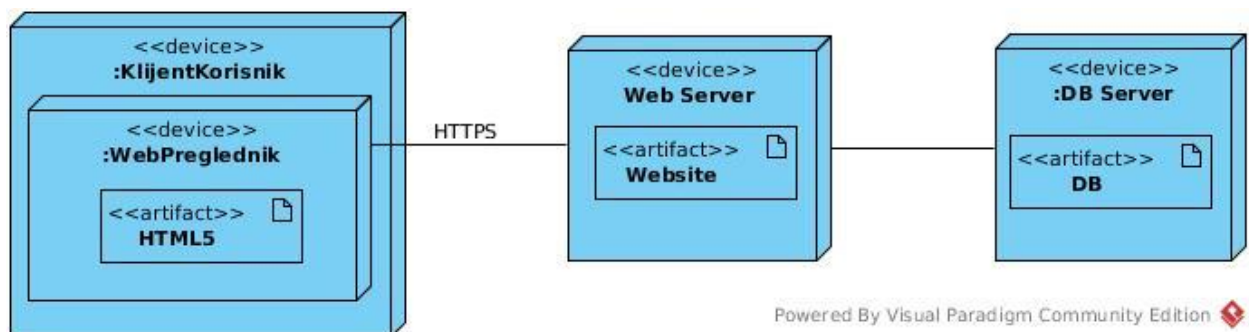 <<device>>
:KlijentKorisnik
<<device>>
:WebPreglednik
<<artifact>>
HTML5
HTTPS
<<device>>
Web Server
<<artifact>>
Website
<<device>>
:DB Server
<<artifact>>
DB
Powered By Visual Paradigm Community Edition